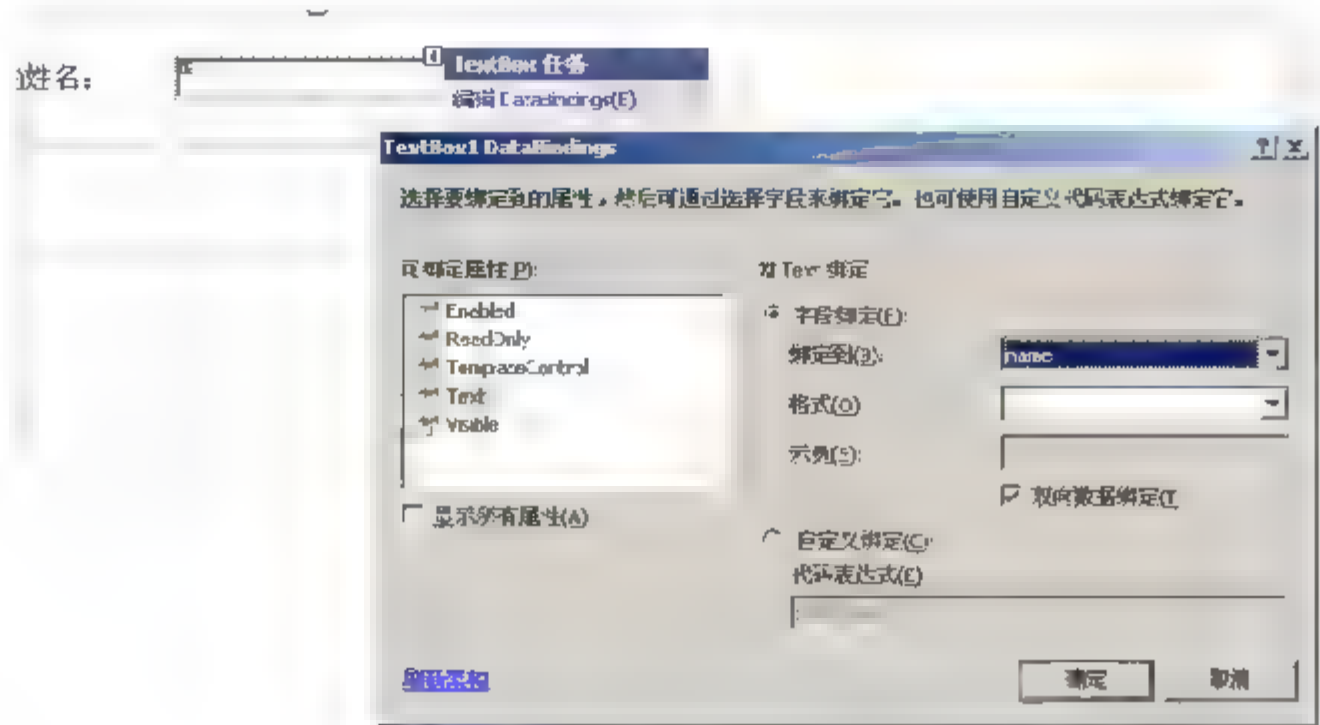 姓名：
TextBox 任务
编辑 DataBindings(E)
TextBox1 DataBindings
选择要绑定到的属性。然后可通过选择字段来绑定它。也可使用自定义代码表达式绑定它。
可绑定属性(P):
为 Text 绑定
Enabled
ReadOnly
TemplateControl
Text
Visible
字段绑定(F):
绑定到(B):
name
格式(O)
示例(S):
双向数据绑定(T
显示所有属性(A)
自定义绑定(C):
代码表达式(E)
确定
取消